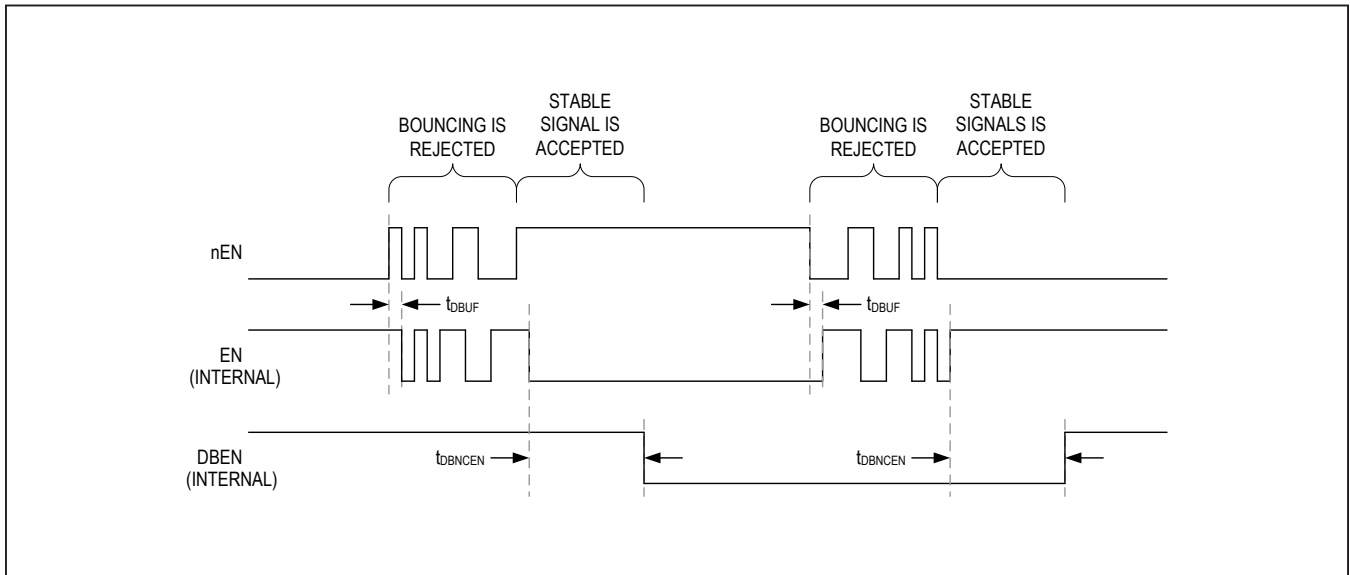 BOUNCING IS
REJECTED
STABLE
SIGNAL IS
ACCEPTED
BOUNCING IS
REJECTED
STABLE
SIGNALS IS
ACCEPTED
nEN
tDBUF
tDBUF
EN
(INTERNAL)
DBEN
(INTERNAL)
tDBNCEN
tDBNCEN